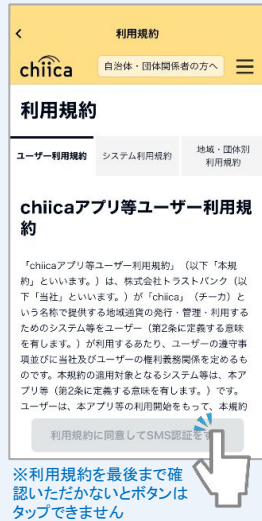 利用規約
chiica
自治体・団体関係者の方へ
利用規約
ユーザー利用規約
システム利用規約
地域・団体別
利用規約
chiicaアプリ等ユーザー利用規
約
「chiicaアプリ等ユーザー利用規約」（以下「本規
約」といいます。）は、株式会社トラストバンク（以
下「当社」といいます。）が「chiica」（チーカ）と
いう名称で提供する地域通貨の発行・管理・利用する
ためのシステム等をユーザー（第2条に定義する意味
を有します。）が利用するあたり、ユーザーの遵守事
項並びに当社及びユーザーの権利義務関係を定めるも
のです。本規約の適用対象となるシステム等は、本ア
プリ等（第2条に定義する意味を有します。）です。
ユーザーは、本アプリ等の利用開始をもって、本規約
利用規約に同意してSMS認証をす
※利用規約を最後まで確
認いただかないとボタンは
タップできません